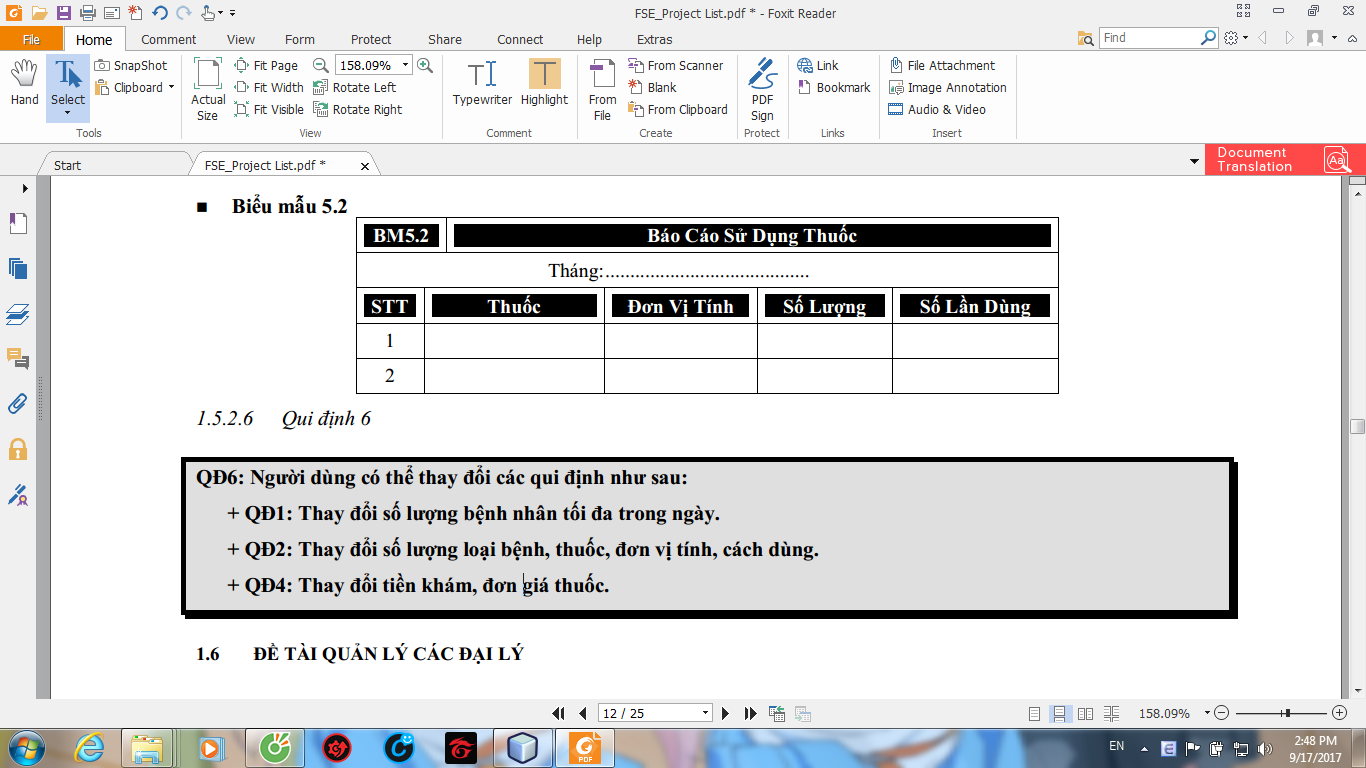 FSE_Project List.pdf * - Foxit Reader
File Home Comment View Form Protect Share Connect Help Extras Find
Hand
Select
SnapShot
Clipboard
Tools
Actual
Size
Fit Page
Fit Width
Fit Visible
158.09%
Rotate Left
Rotate Right
View
Typewriter
Highlight
Comment
From
File
From Scanner
Blank
From Clipboard
Create
PDF
Sign
Protect
Link
Bookmark
Links
File Attachment
Image Annotation
Audio & Video
Insert
Start
FSE_Project List.pdf *
Document
Translation
Aa
Biểu mẫu 5.2
BM5.2 Báo Cáo Sử Dụng Thuốc
Tháng:.........................................
STT Thuốc Đơn Vị Tính Số Lượng Số Lần Dùng
1
2
1.5.2.6 Qui định 6
QĐ6: Người dùng có thể thay đổi các qui định như sau:
+ QĐ1: Thay đổi số lượng bệnh nhân tối đa trong ngày.
+ QĐ2: Thay đổi số lượng loại bệnh, thuốc, đơn vị tính, cách dùng.
+ QĐ4: Thay đổi tiền khám, đơn giá thuốc.
1.6 ĐỀ TÀI QUẢN LÝ CÁC ĐẠI LÝ
12 / 25
158.09%
PDF
EN
2:48 PM
9/17/2017